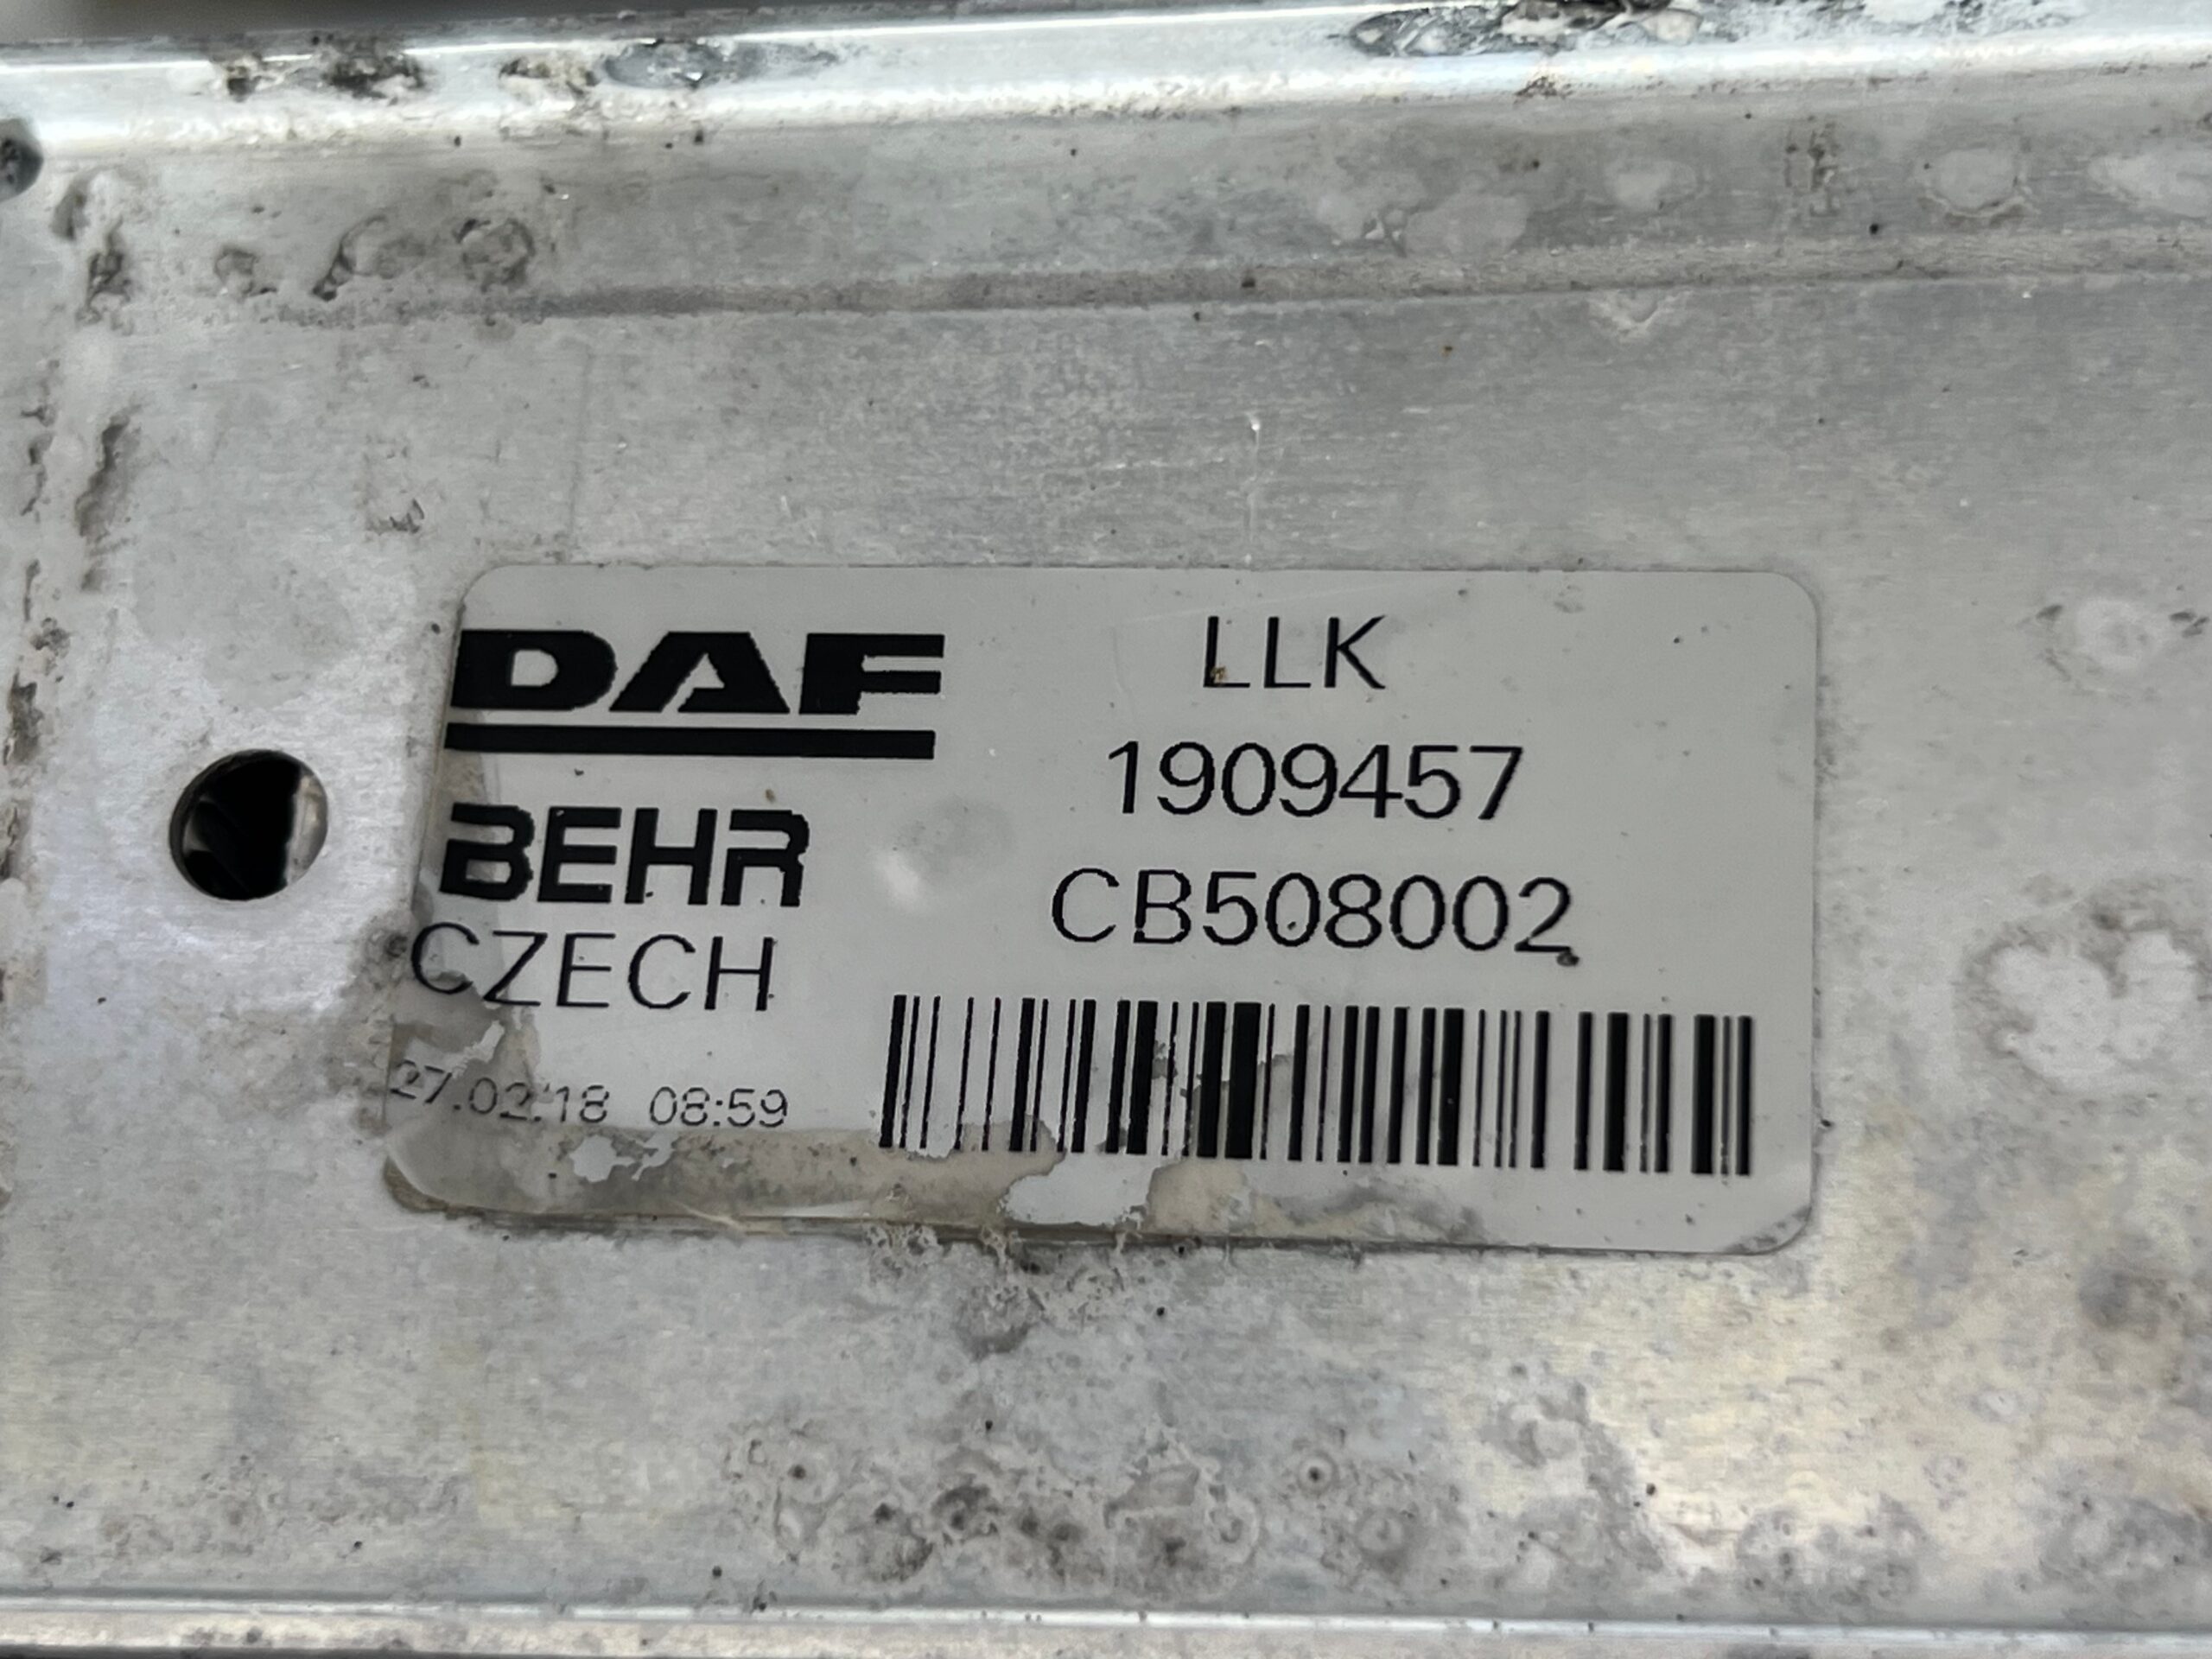 DAF
BEHR
CZECH
27.02.18 08:59
LLK
1909457
CB508002